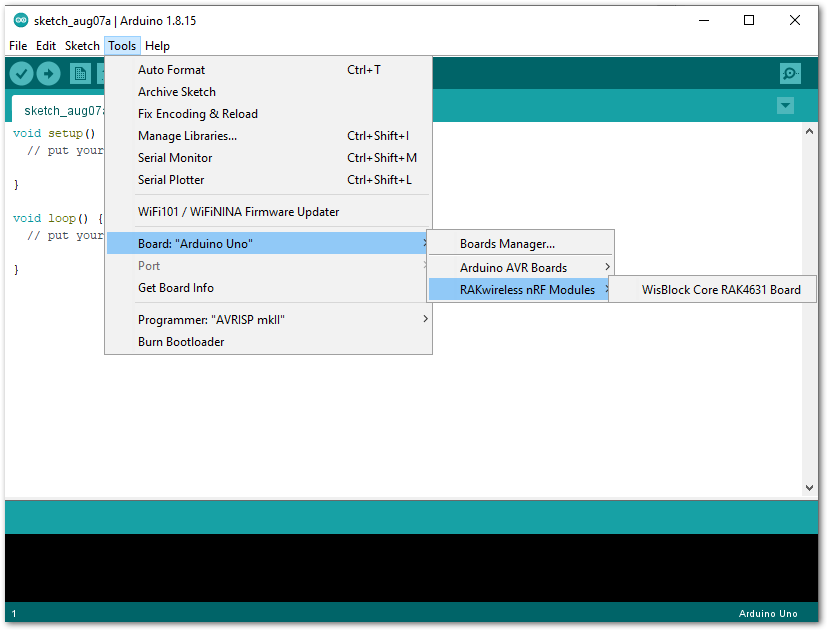 sketch_aug07a | Arduino 1.8.15
File Edit Sketch Tools Help
sketch_aug07a
void setup()
// put your
}
void loop() {
// put your
}
Auto Format Ctrl+T
Archive Sketch
Fix Encoding & Reload
Manage Libraries... Ctrl+Shift+I
Serial Monitor Ctrl+Shift+M
Serial Plotter Ctrl+Shift+L
WiFi101 / WiFiNINA Firmware Updater
Board: "Arduino Uno"
Port
Get Board Info
Programmer: "AVRISP mkII"
Burn Bootloader
Boards Manager...
Arduino AVR Boards
RAKwireless nRF Modules
WisBlock Core RAK4631 Board
1 Arduino Uno